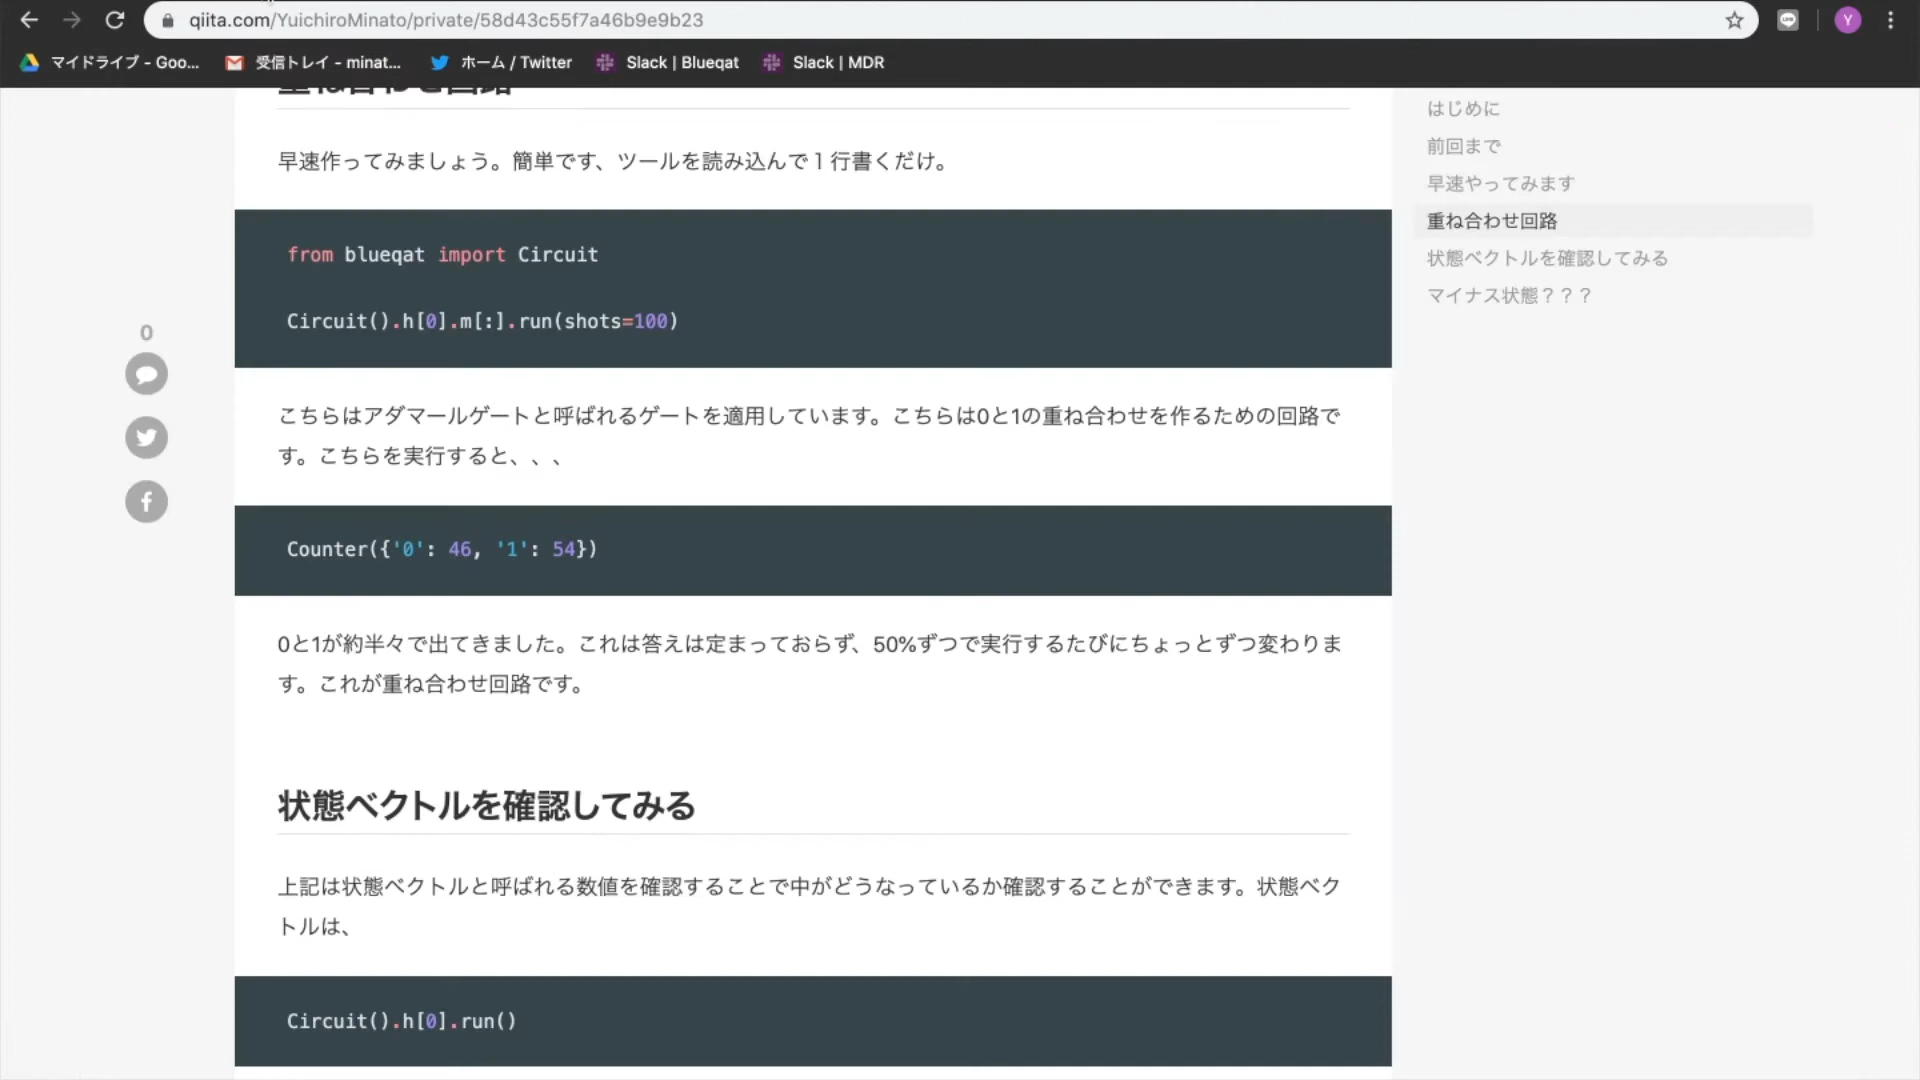 qiita.com/YuichiroMinato/private/58d43c55f7a46b9e9b23
Y
マイドライブ - Goo...
受信トレイ - minat...
ホーム / Twitter
Slack | Blueqat
Slack | MDR
重ね合わせ回路
早速作ってみましょう。簡単です、ツールを読み込んで１行書くだけ。
from blueqat import Circuit
Circuit().h[0].m[:].run(shots=100)
こちらはアダマールゲートと呼ばれるゲートを適用しています。こちらは0と1の重ね合わせを作るための回路で
す。こちらを実行すると、、、
Counter({'0': 46, '1': 54})
0と1が約半々で出てきました。これは答えは定まっておらず、50%ずつで実行するたびにちょっとずつ変わりま
す。これが重ね合わせ回路です。
状態ベクトルを確認してみる
上記は状態ベクトルと呼ばれる数値を確認することで中がどうなっているか確認することができます。状態ベク
トルは、
Circuit().h[0].run()
0
はじめに
前回まで
早速やってみます
重ね合わせ回路
状態ベクトルを確認してみる
マイナス状態？？？